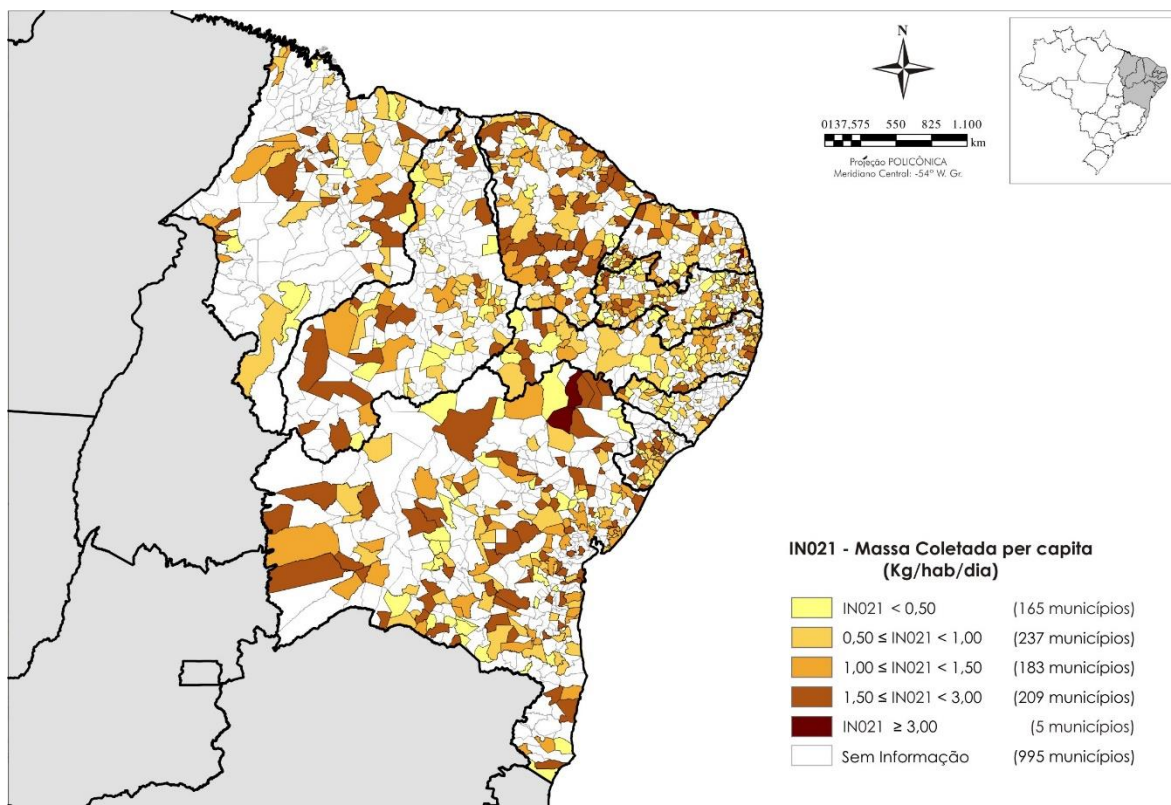 N
0137,575 550 825 1.100
km
Projeção POLICÔNICA
Meridiano Central: -54º W. Gr.
IN021 - Massa Coletada per capita
(Kg/hab/dia)
IN021 < 0,50 (165 municípios)
0,50 ≤ IN021 < 1,00 (237 municípios)
1,00 ≤ IN021 < 1,50 (183 municípios)
1,50 ≤ IN021 < 3,00 (209 municípios)
IN021 ≥ 3,00 (5 municípios)
Sem Informação (995 municípios)